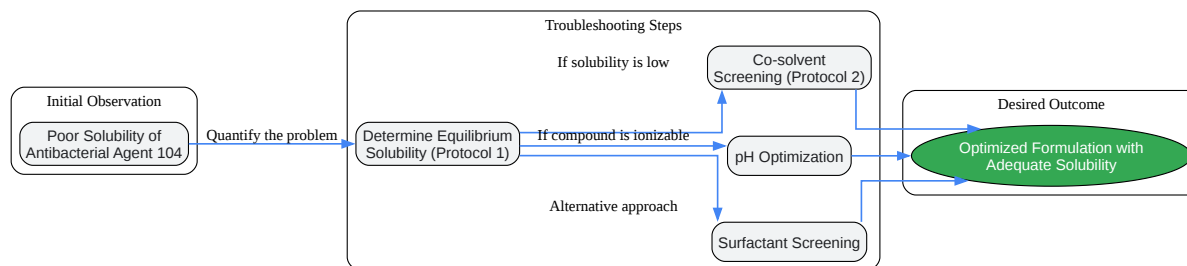 Troubleshooting Steps
If solubility is low
Co-solvent
Screening (Protocol 2)
Initial Observation
Desired Outcome
Poor Solubility of
Antibacterial Agent 104
Quantify the problem
Determine Equilibrium
Solubility (Protocol 1)
If compound is ionizable
pH Optimization
Optimized Formulation with
Adequate Solubility
Alternative approach
Surfactant Screening